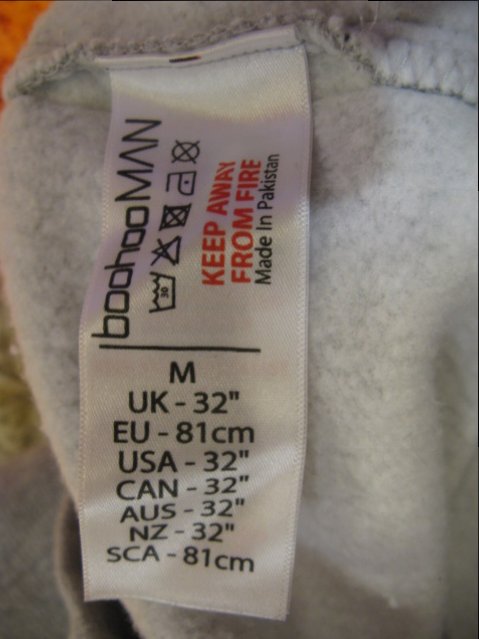 boohooMAN
30
KEEP AWAY
FROM FIRE
Made In Pakistan
M
UK - 32"
EU - 81cm
USA - 32"
CAN - 32"
AUS - 32"
NZ - 32"
SCA - 81cm